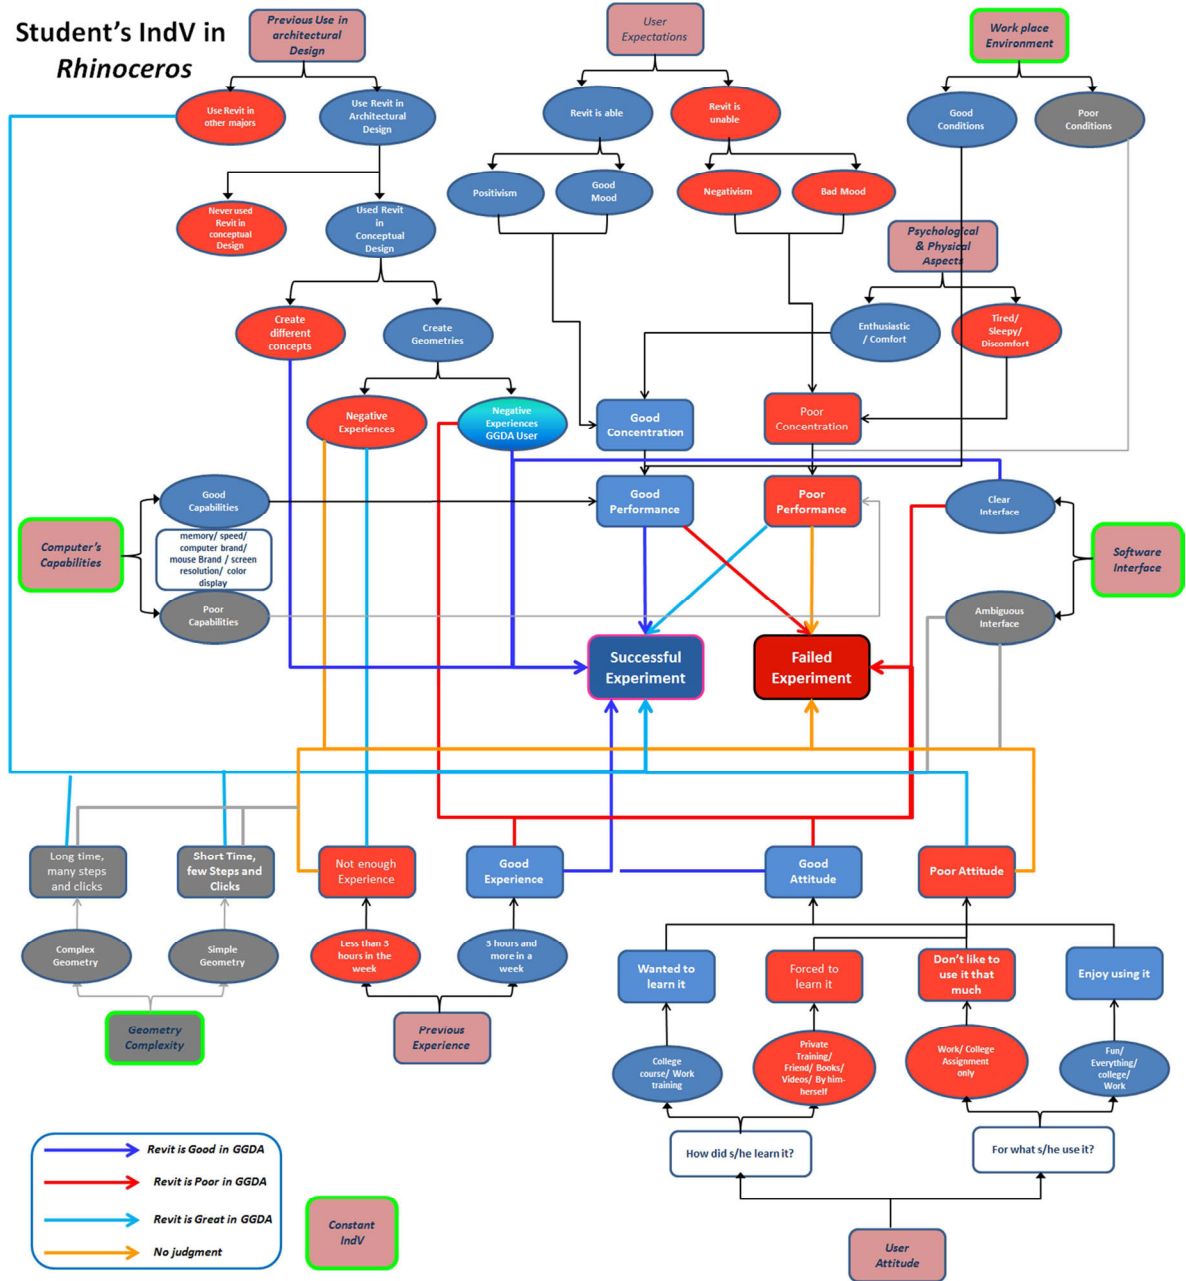 Student's IndV in
Rhinoceros
Previous Use in
architectural
Design
User
Expectations
Work place
Environment
Use Revit in
other majors
Use Revit in
Architectural
Design
Revit is able
Revit is
unable
Good
Conditions
Poor
Conditions
Positivism
Good
Mood
Negativism
Bad Mood
Never used
Revit in
conceptual
Design
Used Revit
in
Conceptual
Design
Psychological
& Physical
Aspects
Create
different
concepts
Create
Geometries
Enthusiastic
/ Comfort
Tired/
Sleepy/
Discomfort
Negative
Experiences
Negative
Experiences
GGDA User
Good
Concentration
Poor
Concentration
Good
Capabilities
Good
Performance
Poor
Performance
Clear
Interface
Computer's
Capabilities
memory/ speed/
computer brand/
mouse Brand / screen
resolution/ color
display
Software
Interface
Poor
Capabilities
Ambiguous
Interface
Successful
Experiment
Failed
Experiment
Long time,
many steps
and clicks
Short Time,
few Steps and
Clicks
Not enough
Experience
Good
Experience
Good
Attitude
Poor Attitude
Complex
Geometry
Simple
Geometry
Less than 3
hours in the
week
3 hours and
more in a
week
Wanted to
learn it
Forced to
learn it
Don't like to
use it that
much
Enjoy using it
Geometry
Complexity
Previous
Experience
College
course/ Work
training
Private
Training/
Friend/ Books/
Videos/ By him-
herself
Work/ College
Assignment
only
Fun/
Everything/
college/
Work
How did s/he learn it?
For what s/he use it?
Revit is Good in GGDA
Revit is Poor in GGDA
Revit is Great in GGDA
No judgment
Constant
IndV
User
Attitude